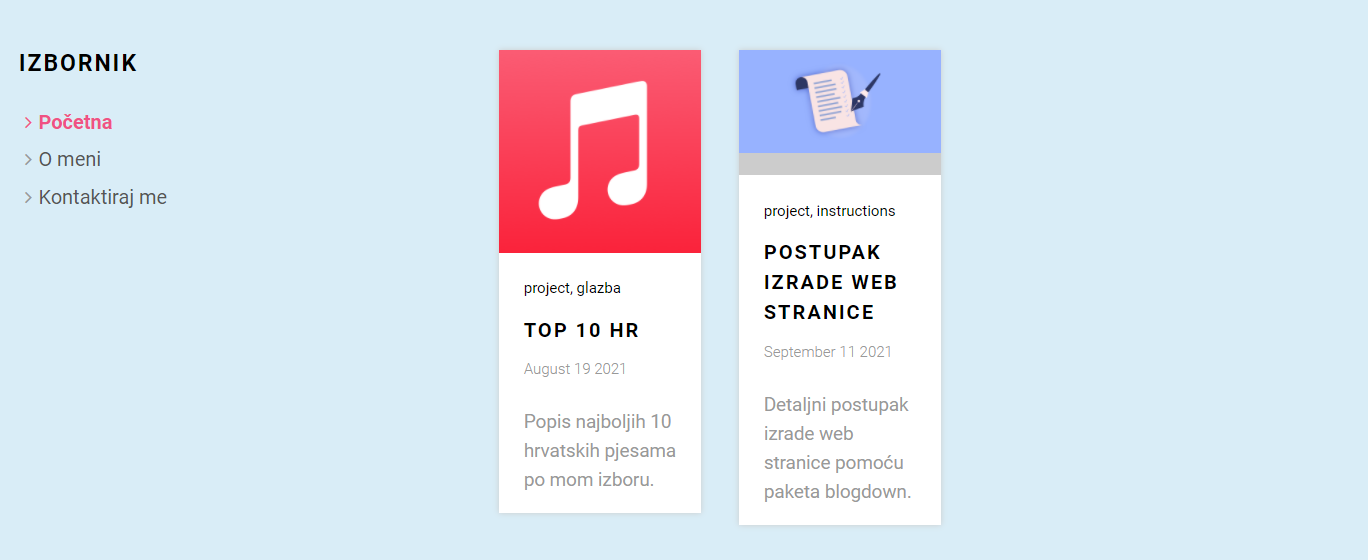 IZBORNIK
Početna
O meni
Kontaktiraj me
project, glazba
TOP 10 HR
August 19 2021
Popis najboljih 10
hrvatskih pjesama
po mom izboru.
project, instructions
POSTUPAK
IZRADE WEB
STRANICE
September 11 2021
Detaljni postupak
izrade web
stranice pomoću
paketa blogdown.